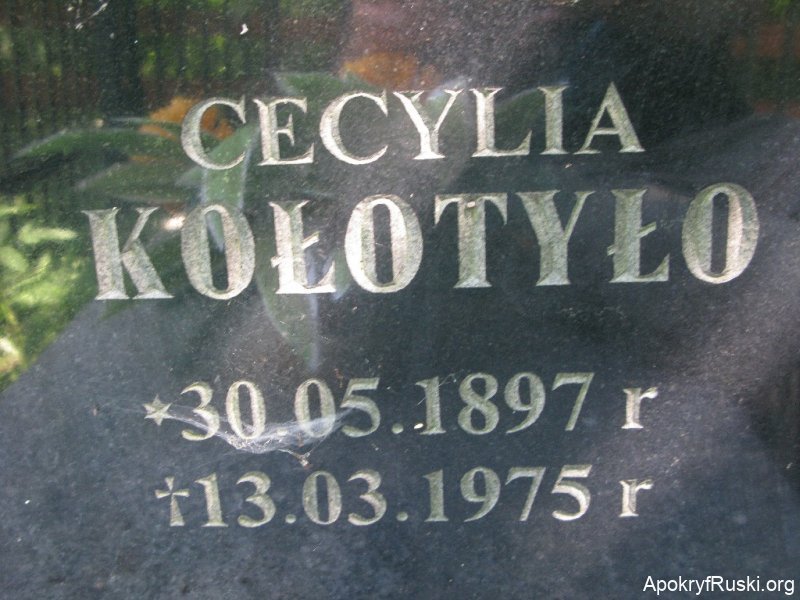 CECYLIA
KOŁOTYŁO
*30.05.1897 r
†13.03.1975 r
ApokryfRuski.org